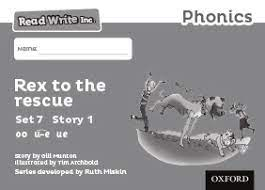 Read Write Inc.
Phonics
Name:
Rex to the
rescue
Set 7 Story 1
oo u-e ue
Story by Gill Munton
Illustrated by Tim Archbold
Series developed by Ruth Miskin
OXFORD